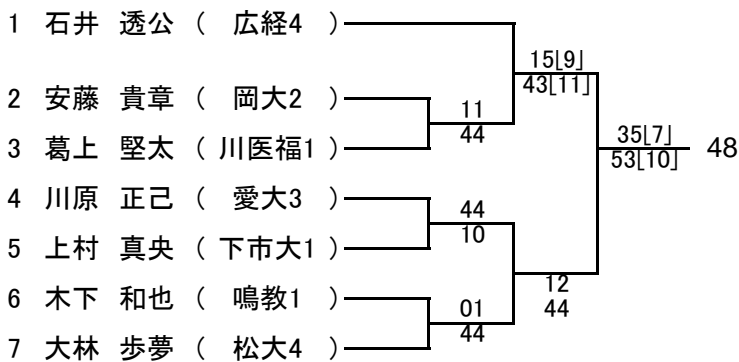 1 石井 透公 ( 広経4 )
15[9]
43[11]
2 安藤 貴章 ( 岡大2 )
11
44
3 葛上 堅太 ( 川医福1 )
35[7]
53[10]
48
4 川原 正己 ( 愛大3 )
44
10
5 上村 真央 ( 下市大1 )
12
44
6 木下 和也 ( 鳴教1 )
01
44
7 大林 歩夢 ( 松大4 )